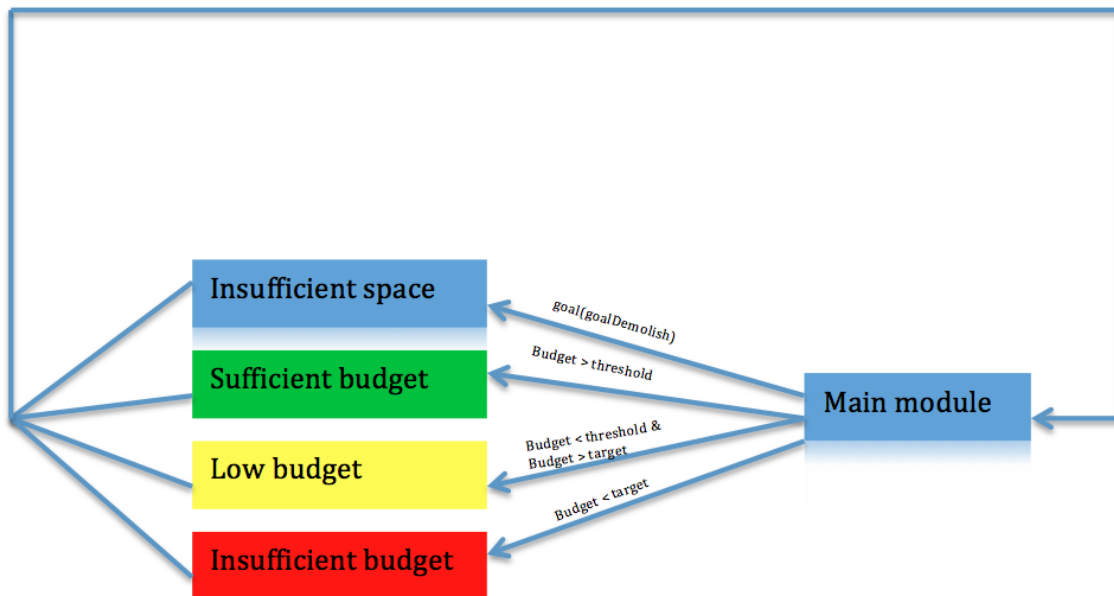 Insufficient space
goal(goalDemolish)
Budget > threshold
Sufficient budget
Main module
Budget < threshold &
Budget > target
Low budget
Budget < target
Insufficient budget